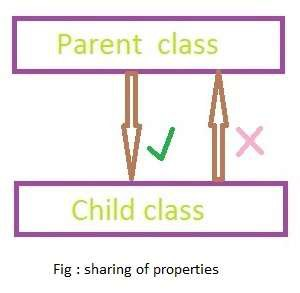 Parent class
Child class
Fig : sharing of properties